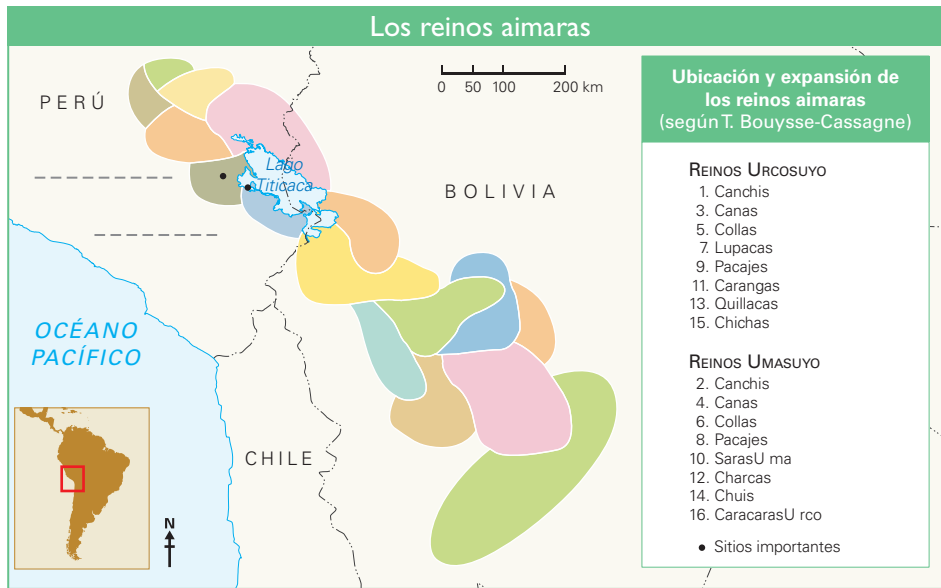 Los reinos aimaras
PERÚ
0 50 100 200 km
Lago
Titicaca
BOLIVIA
OCÉANO
PACÍFICO
CHILE
N
Ubicación y expansión de
los reinos aimaras
(según T. Bouysse-Cassagne)
REINOS URCOSUYO
1. Canchis
3. Canas
5. Collas
7. Lupacas
9. Pacajes
11. Carangas
13. Quillacas
15. Chichas
REINOS UMASUYO
2. Canchis
4. Canas
6. Collas
8. Pacajes
10. SarasU ma
12. Charcas
14. Chuis
16. CaracarasU rco
• Sitios importantes